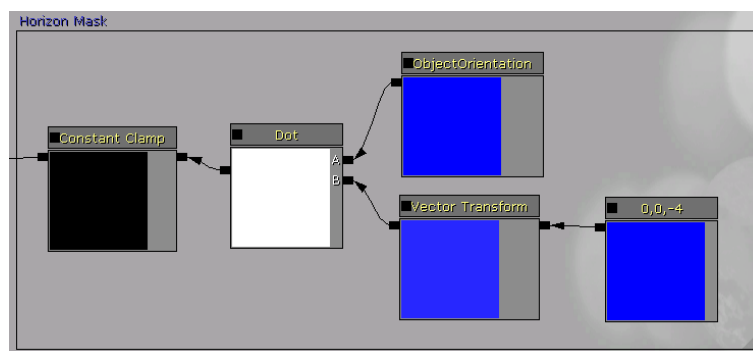 Horizon Mask
ObjectOrientation
Constant Clamp
Dot
A
B
Vector Transform
0,0,-4